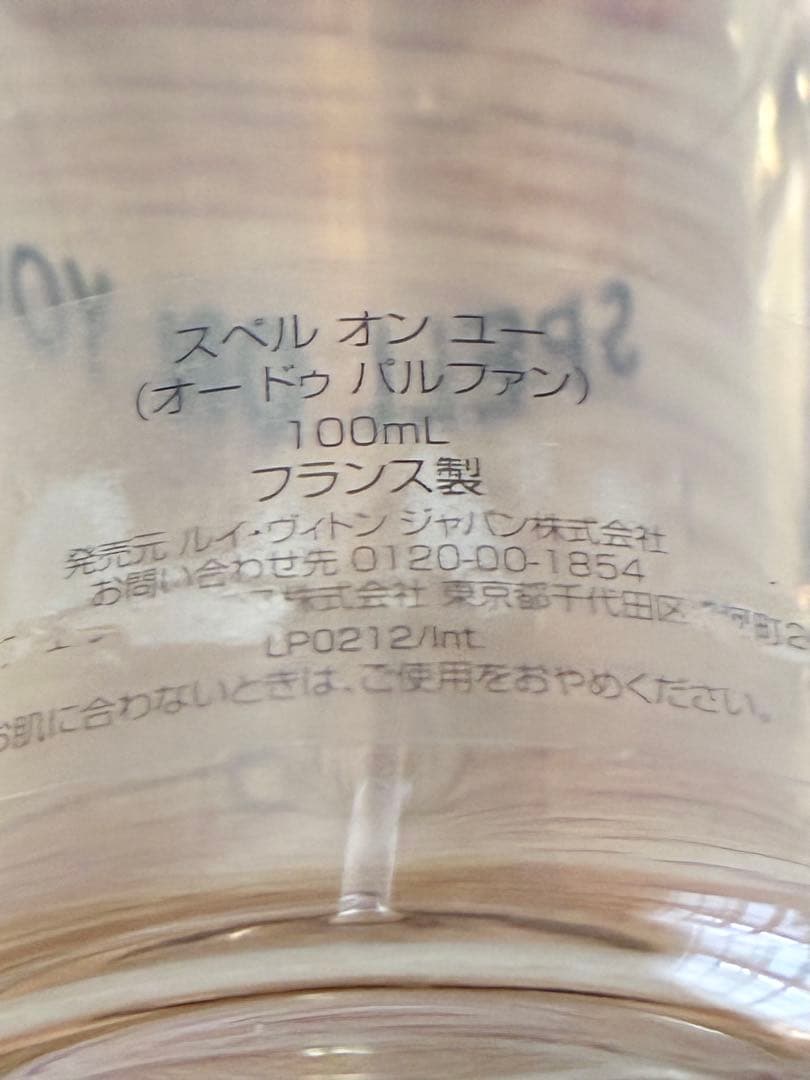 スペル オン ユー
(オー ドゥ パルファン)
100mL
フランス製
発売元 ルイ・ヴィトン ジャパン株式会社
お問い合わせ先 0120-00-1854
株式会社 東京都千代田区
LP0212/Int
お肌に合わないときは、ご使用をおやめください。